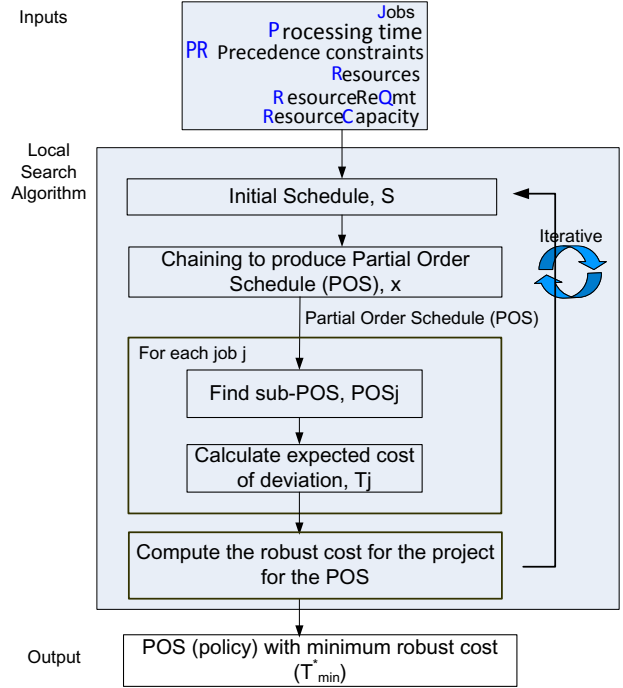 Inputs
Jobs
Processing time
PR Precedence constraints
Resources
ResourceReQmt
ResourceCapacity
Local
Search
Algorithm
Initial Schedule, S
Iterative
Chaining to produce Partial Order
Schedule (POS), x
Partial Order Schedule (POS)
For each job j
Find sub-POS, POSj
Calculate expected cost
of deviation, Tj
Compute the robust cost for the project
for the POS
Output
POS (policy) with minimum robust cost
(T*min)